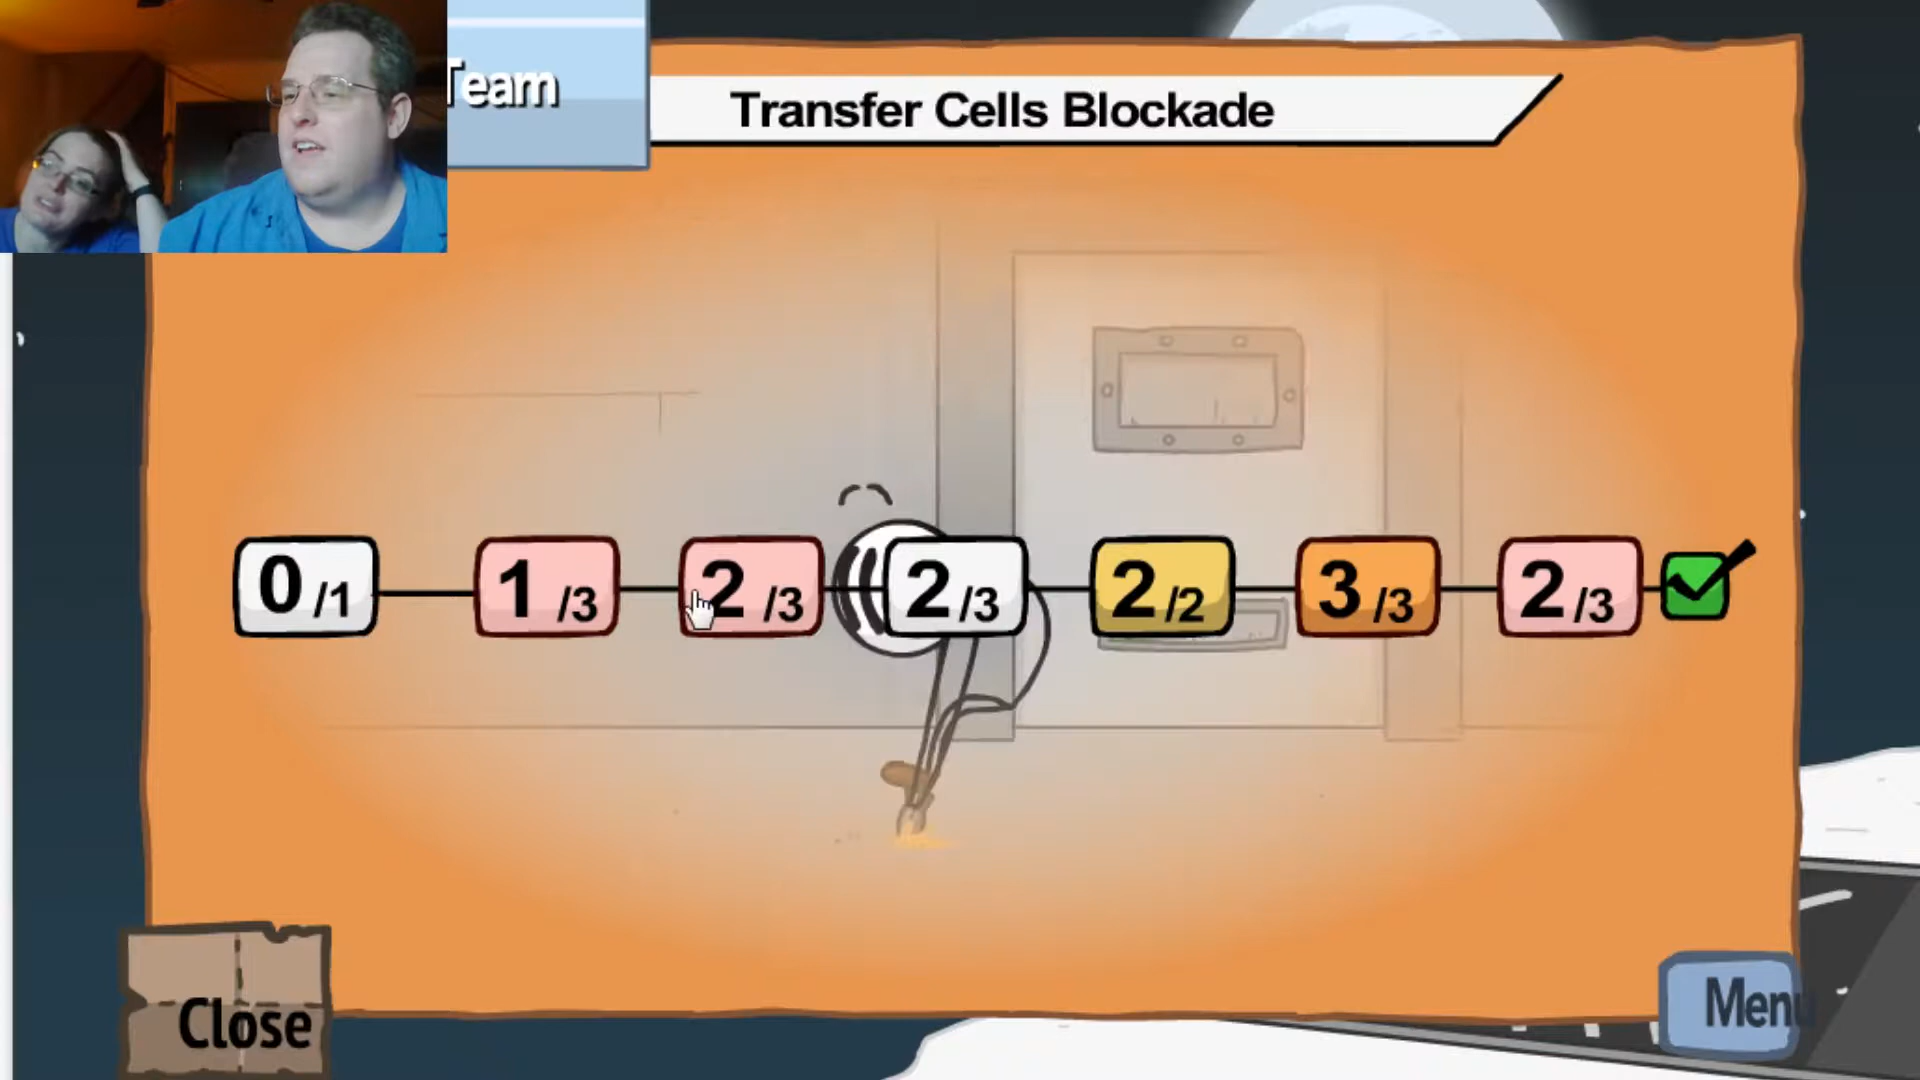 Team
Transfer Cells Blockade
0/1
1/3
2/3
2/3
2/2
3/3
2/3
Close
Menu